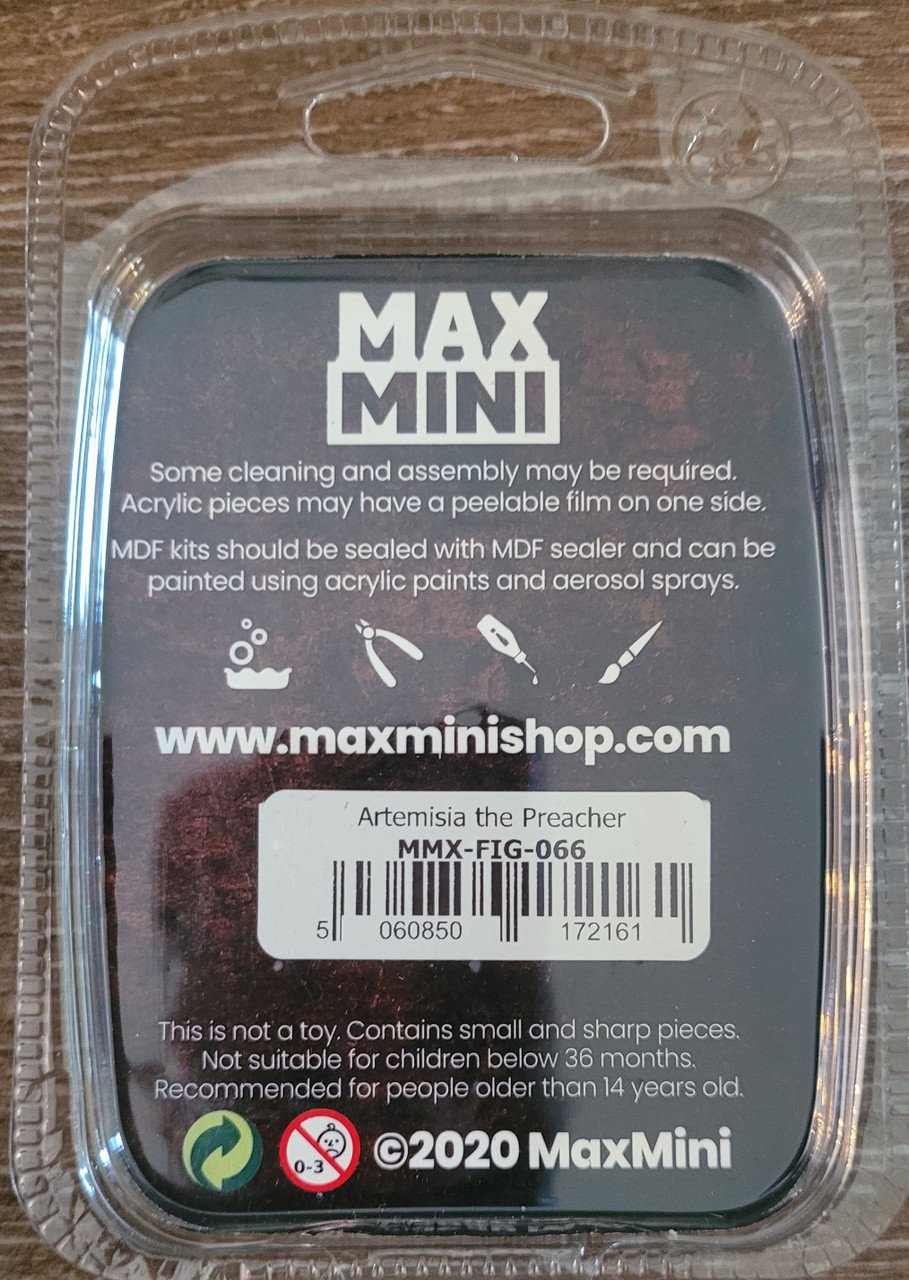 MAX
MINI
Some cleaning and assembly may be required.
Acrylic pieces may have a peelable film on one side.
MDF kits should be sealed with MDF sealer and can be
painted using acrylic paints and aerosol sprays.
www.maxminishop.com
Artemisia the Preacher
MMX-FIG-066
5 060850 172161
This is not a toy. Contains small and sharp pieces.
Not suitable for children below 36 months.
Recommended for people older than 14 years old.
0-3 ©2020 MaxMini